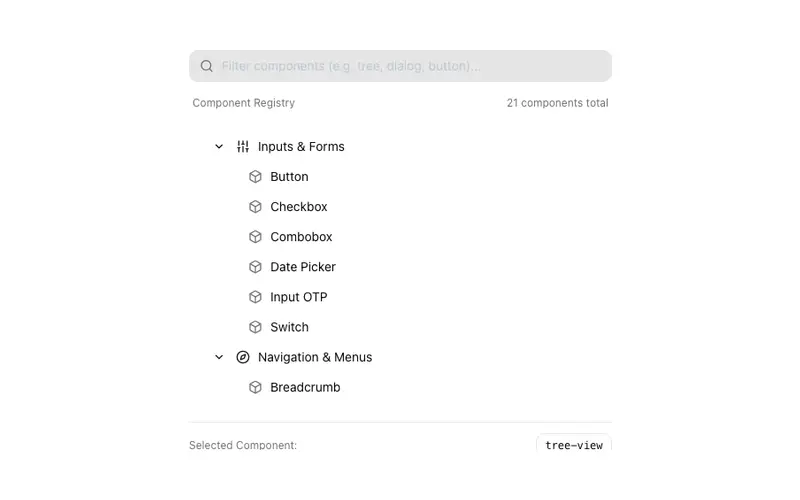 Filter components (e.g. tree, dialog, button)...
Component Registry
21 components total
Inputs & Forms
Button
Checkbox
Combobox
Date Picker
Input OTP
Switch
Navigation & Menus
Breadcrumb
Selected Component:
tree-view